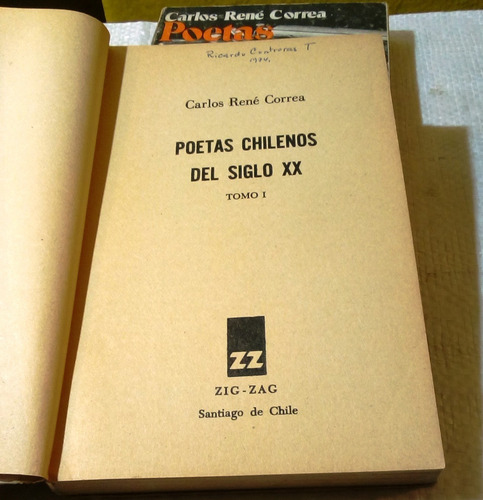 Carlos René Correa
Poetas
Ricardo Contreras T
Carlos René Correa
POETAS CHILENOS
DEL SIGLO XX
TOMO I
ZZ
ZIG-ZAG
Santiago de Chile